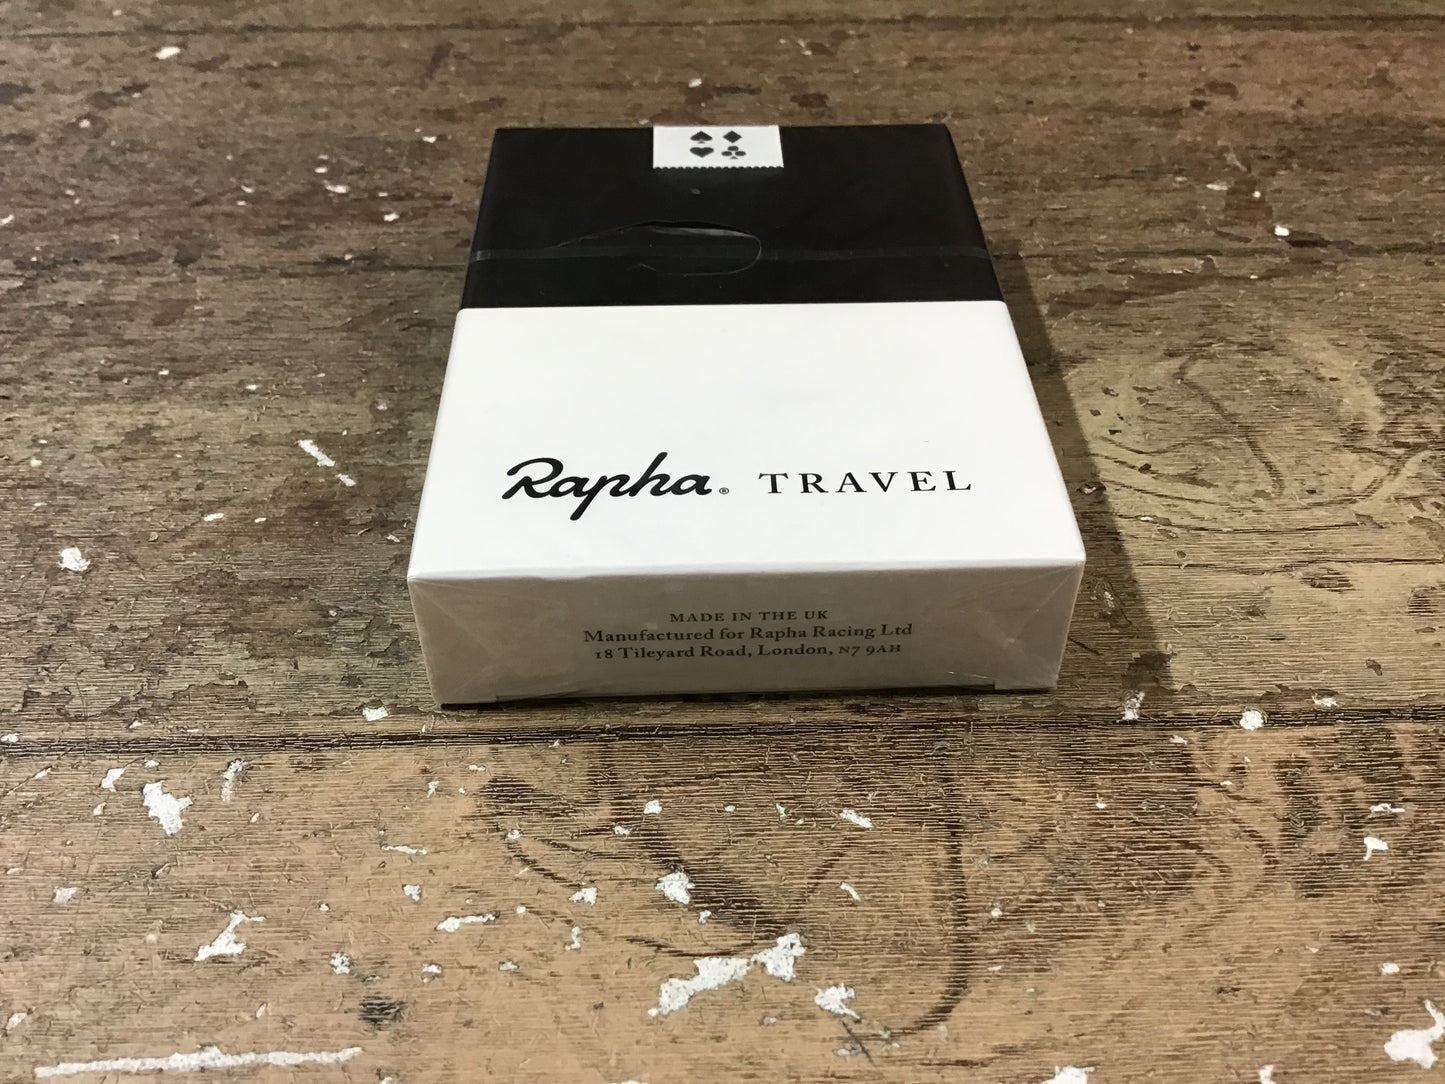 Rapha® TRAVEL
MADE IN THE UK
Manufactured for Rapha Racing Ltd
18 Tileyard Road, London, N7 9AH